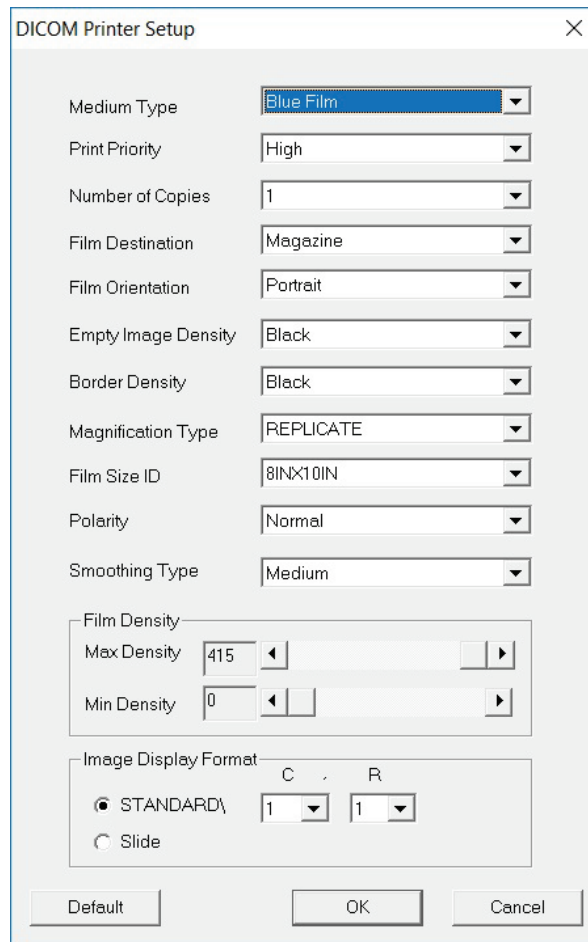 DICOM Printer Setup
Medium Type Blue Film
Print Priority High
Number of Copies 1
Film Destination Magazine
Film Orientation Portrait
Empty Image Density Black
Border Density Black
Magnification Type REPLICATE
Film Size ID 8INX10IN
Polarity Normal
Smoothing Type Medium
Film Density
Max Density 415
Min Density 0
Image Display Format
C , R
STANDARD\ 1 1
Slide
Default OK Cancel